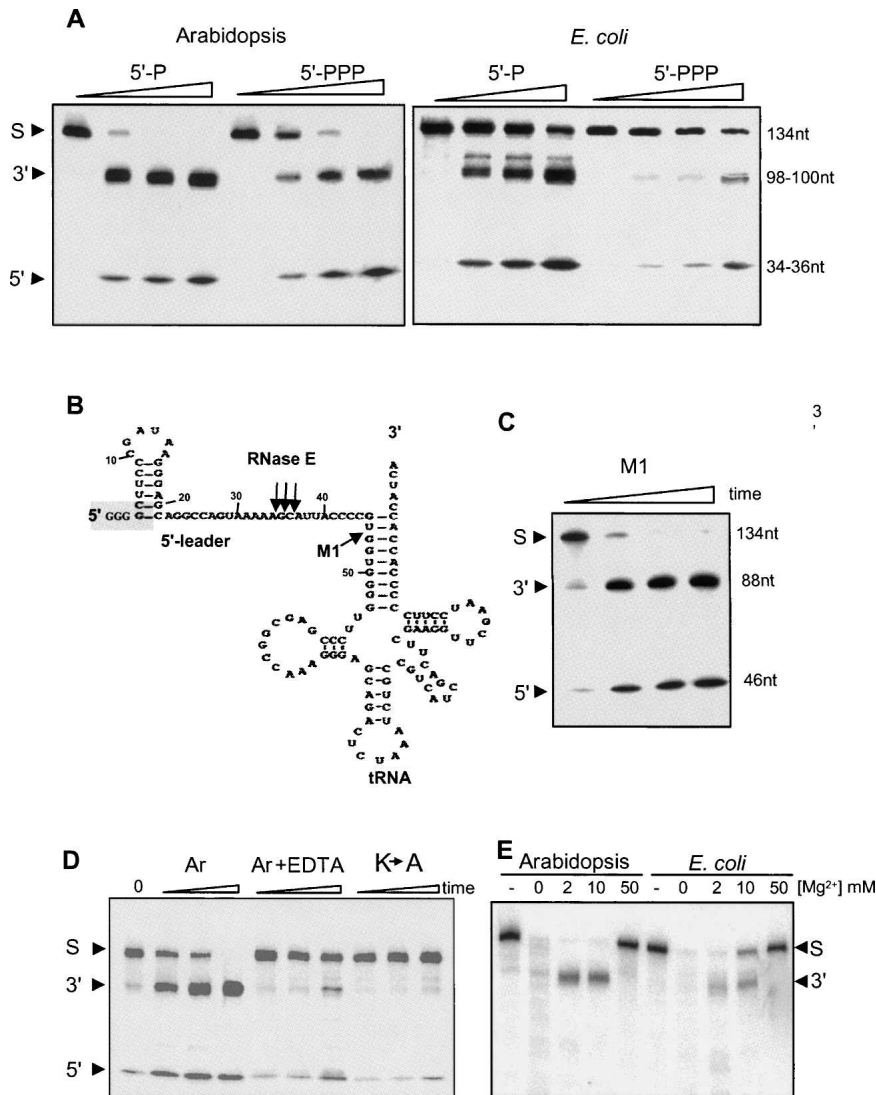 A
Arabidopsis
E. coli
5'-P
5'-PPP
5'-P
5'-PPP
S
3'
5'
134nt
98-100nt
34-36nt
B
10
20
30
40
50
RNase E
3'
5' GGG
CAGGCCAGUAAAAAGCAUUACCCC
5'-leader
M1
tRNA
C
3
'
M1
time
S
3'
5'
134nt
88nt
46nt
D
0
Ar
Ar+EDTA
K→A
time
S
3'
5'
E
Arabidopsis
E. coli
- 0 2 10 50 - 0 2 10 50 [Mg²⁺] mM
S
3'